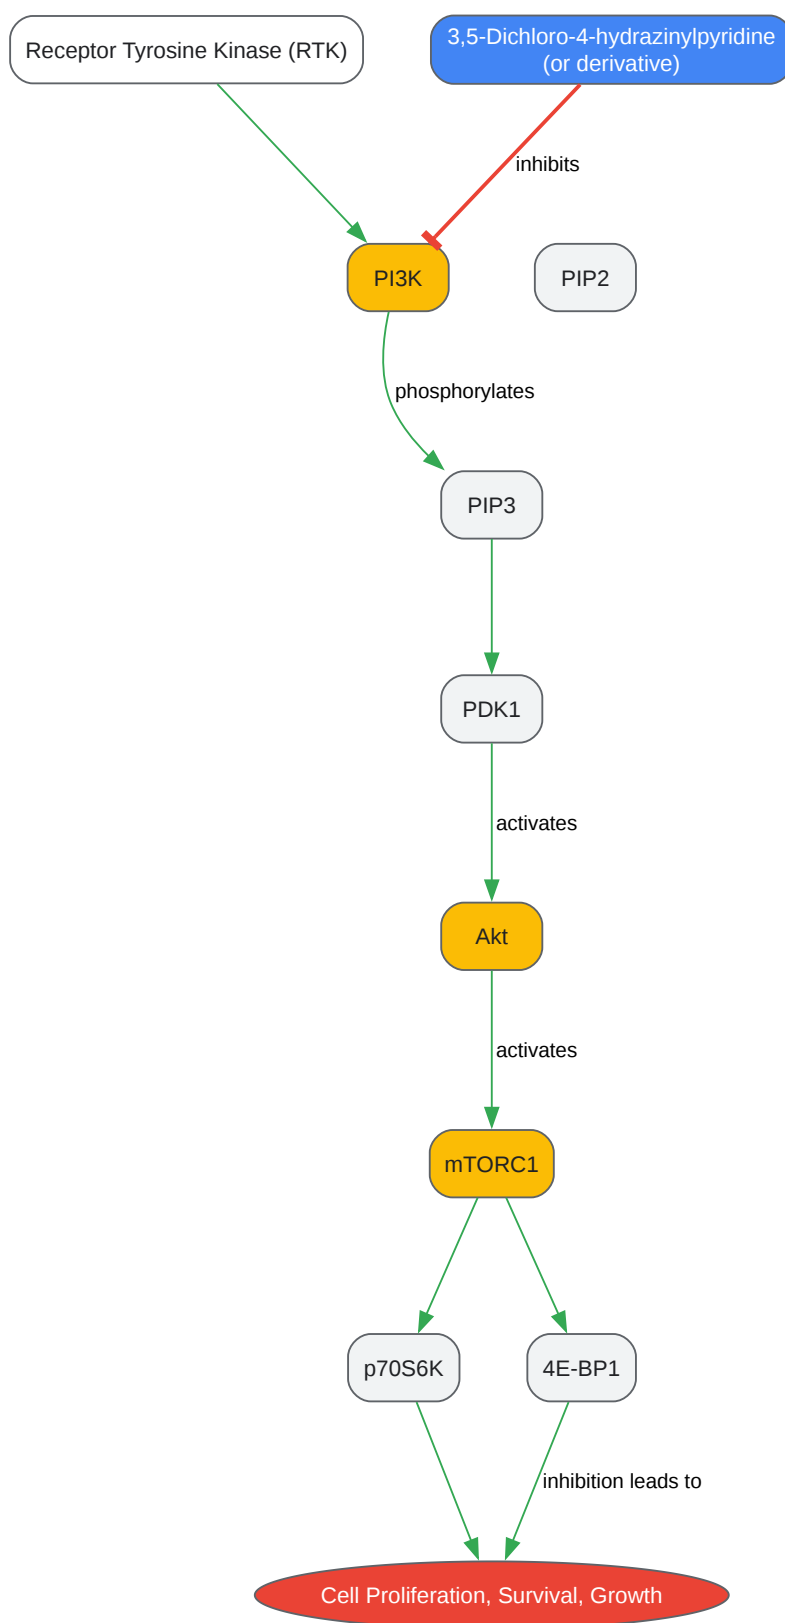 Receptor Tyrosine Kinase (RTK)
3,5-Dichloro-4-hydrazinylpyridine
(or derivative)
inhibits
PI3K
PIP2
phosphorylates
PIP3
PDK1
activates
Akt
activates
mTORC1
p70S6K
4E-BP1
inhibition leads to
Cell Proliferation, Survival, Growth